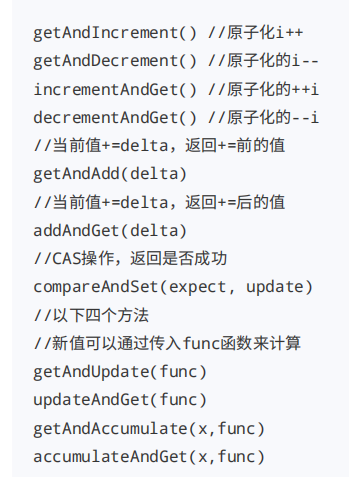 getAndIncrement() //原子化i++
getAndDecrement() //原子化的i--
incrementAndGet() //原子化的++i
decrementAndGet() //原子化的--i
//当前值+=delta，返回+=前的值
getAndAdd(delta)
//当前值+=delta，返回+=后的值
addAndGet(delta)
//CAS操作，返回是否成功
compareAndSet(expect, update)
//以下四个方法
//新值可以通过传入func函数来计算
getAndUpdate(func)
updateAndGet(func)
getAndAccumulate(x,func)
accumulateAndGet(x,func)